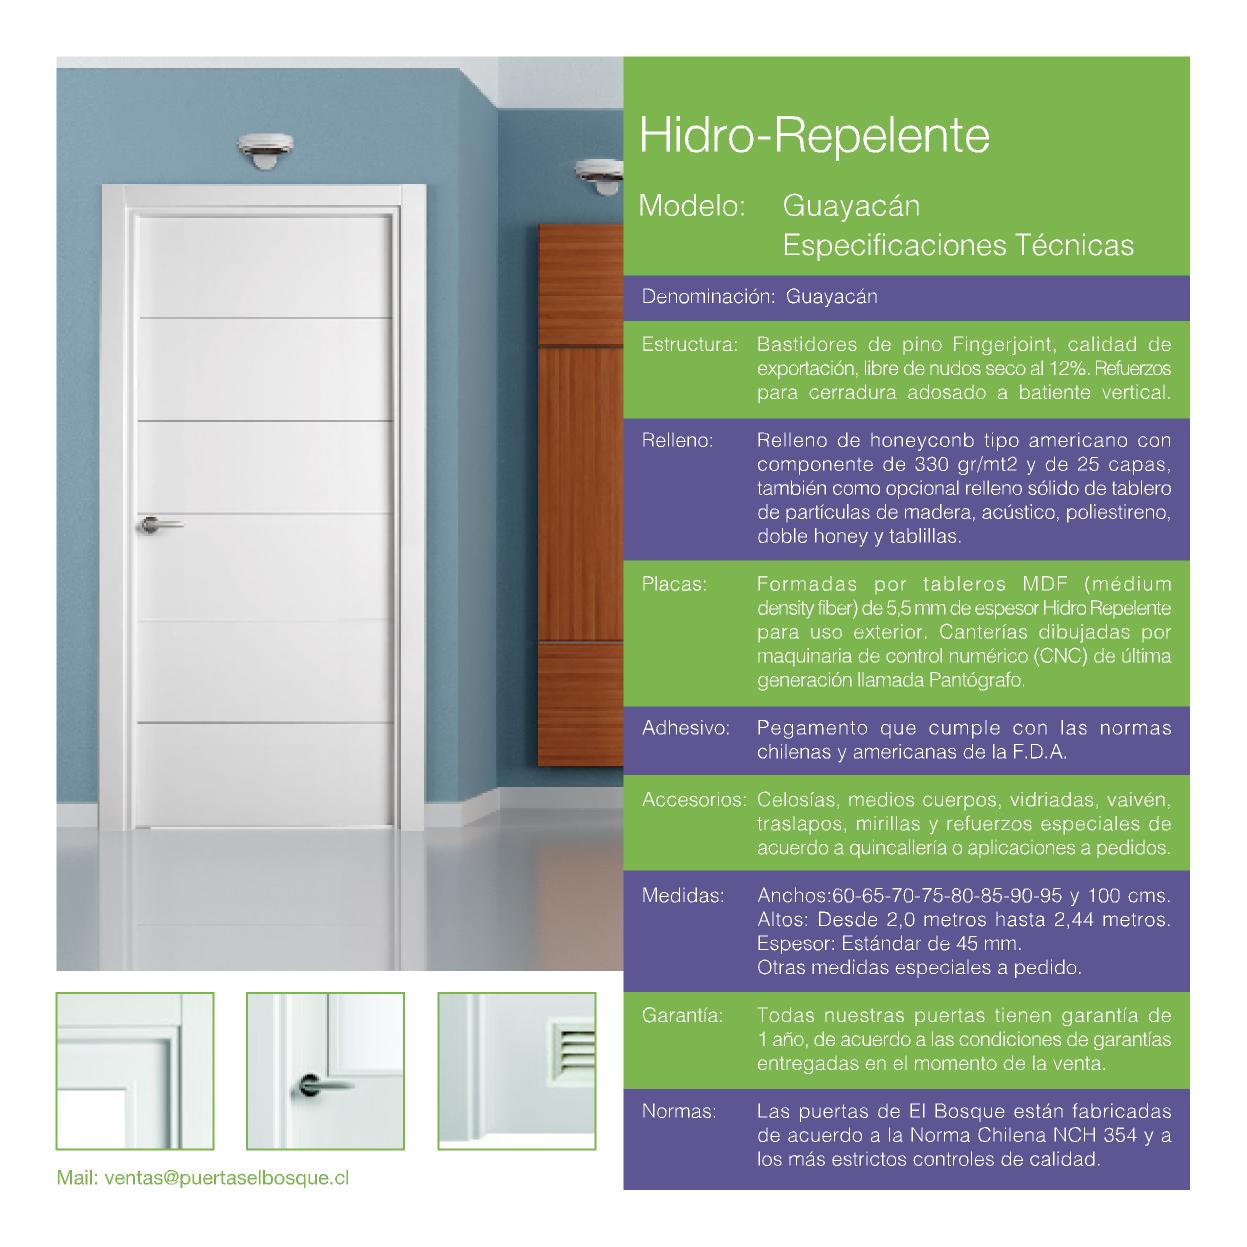 Hidro-Repelente
Modelo: Guayacán
Especificaciones Técnicas
Denominación: Guayacán
Estructura: Bastidores de pino Fingerjoint, calidad de
exportación, libre de nudos seco al 12%. Refuerzos
para cerradura adosado a batiente vertical.
Relleno: Relleno de honeyconb tipo americano con
componente de 330 gr/mt2 y de 25 capas,
también como opcional relleno sólido de tablero
de partículas de madera, acústico, poliestireno,
doble honey y tablillas.
Placas: Formadas por tableros MDF (médium
density fiber) de 5,5 mm de espesor Hidro Repelente
para uso exterior. Canterías dibujadas por
maquinaria de control numérico (CNC) de última
generación llamada Pantógrafo.
Adhesivo: Pegamento que cumple con las normas
chilenas y americanas de la F.D.A.
Accesorios: Celosías, medios cuerpos, vidriadas, vaivén,
traslapos, mirillas y refuerzos especiales de
acuerdo a quincallería o aplicaciones a pedidos.
Medidas: Anchos:60-65-70-75-80-85-90-95 y 100 cms.
Altos: Desde 2,0 metros hasta 2,44 metros.
Espesor: Estándar de 45 mm.
Otras medidas especiales a pedido.
Garantía: Todas nuestras puertas tienen garantía de
1 año, de acuerdo a las condiciones de garantías
entregadas en el momento de la venta.
Normas: Las puertas de El Bosque están fabricadas
de acuerdo a la Norma Chilena NCH 354 y a
los más estrictos controles de calidad.
Mail: ventas@puertaselbosque.cl